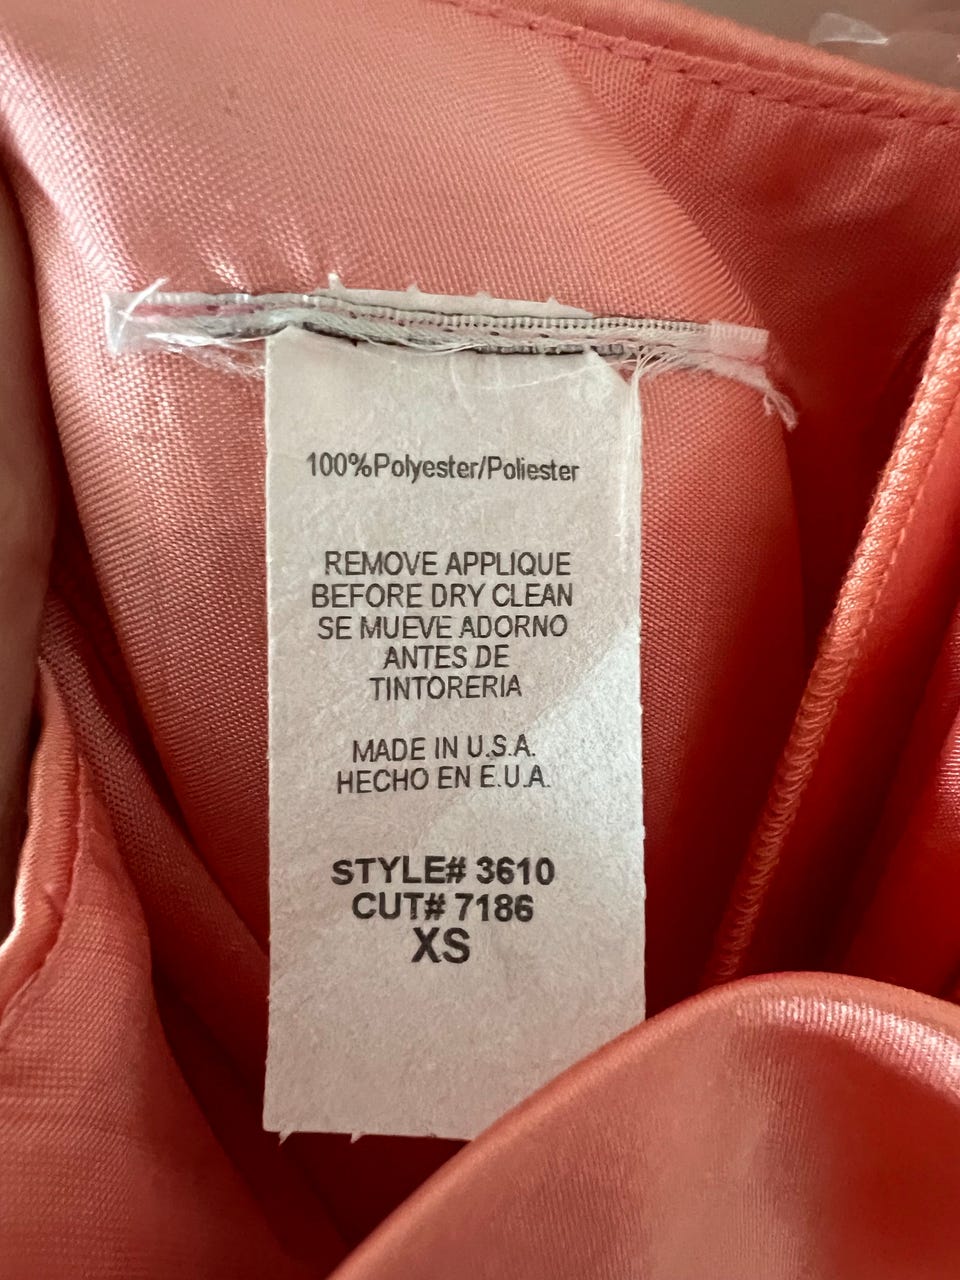 100%Polyester/Poliester
REMOVE APPLIQUE
BEFORE DRY CLEAN
SE MUEVE ADORNO
ANTES DE
TINTORERIA
MADE IN U.S.A.
HECHO EN E.U.A.
STYLE# 3610
CUT# 7186
XS